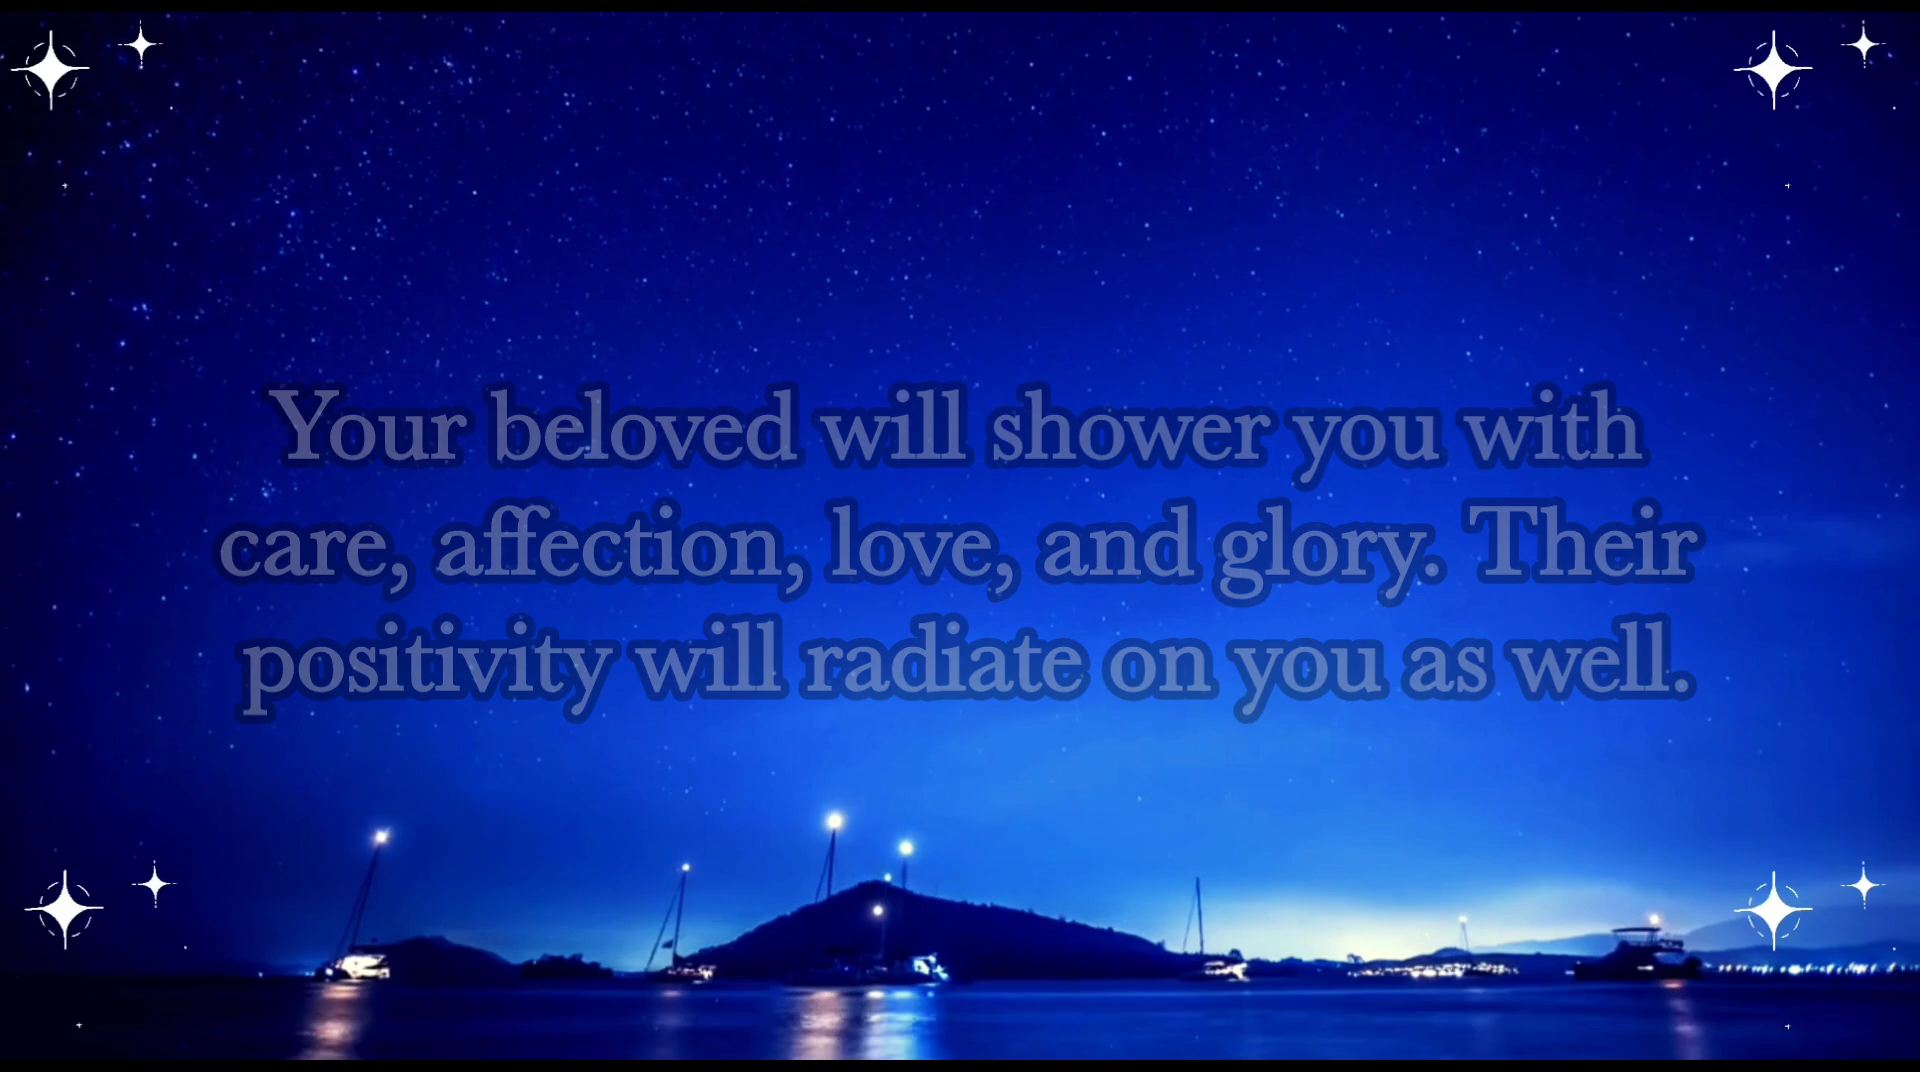 Your beloved will shower you with
care, affection, love, and glory. Their
positivity will radiate on you as well.